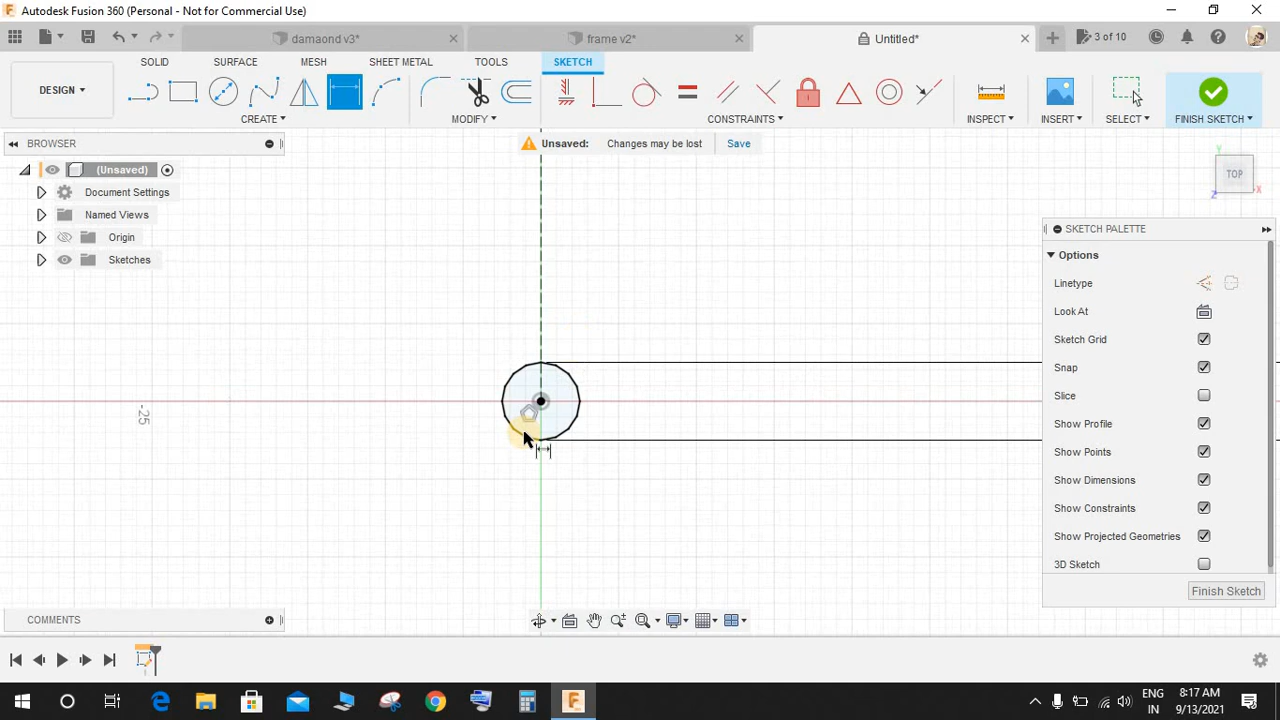 Autodesk Fusion 360 (Personal - Not for Commercial Use)
damaond v3*
frame v2*
Untitled*
3 of 10
DESIGN
SOLID
SURFACE
MESH
SHEET METAL
TOOLS
SKETCH
CREATE
MODIFY
CONSTRAINTS
INSPECT
INSERT
SELECT
FINISH SKETCH
BROWSER
Unsaved: Changes may be lost Save
(Unsaved)
Document Settings
Named Views
Origin
Sketches
TOP
Y
X
Z
-25
SKETCH PALETTE
Options
Linetype
Look At
Sketch Grid
Snap
Slice
Show Profile
Show Points
Show Dimensions
Show Constraints
Show Projected Geometries
3D Sketch
Finish Sketch
COMMENTS
ENG
IN
8:17 AM
9/13/2021